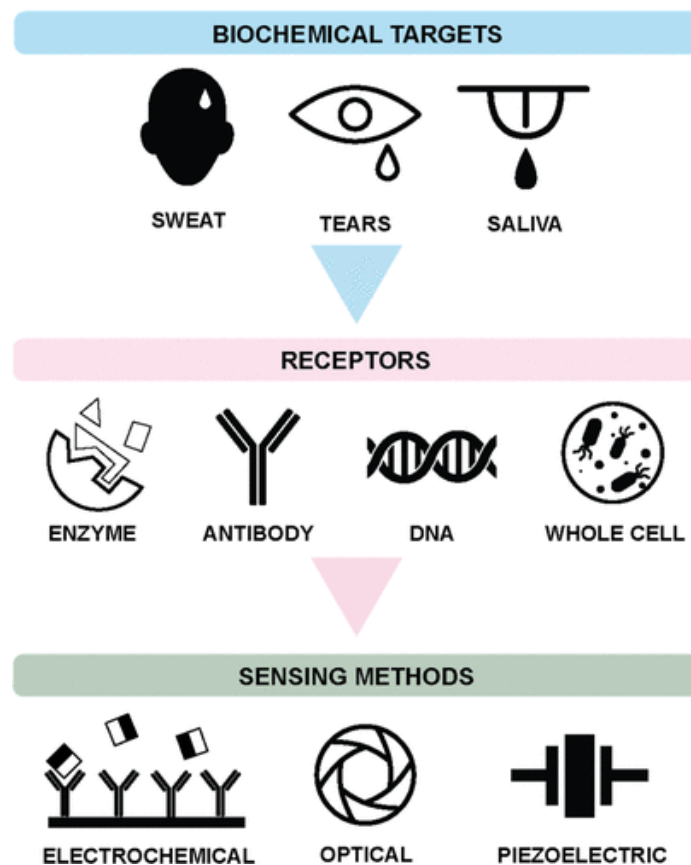 BIOCHEMICAL TARGETS
SWEAT
TEARS
SALIVA
RECEPTORS
ENZYME
ANTIBODY
DNA
WHOLE CELL
SENSING METHODS
ELECTROCHEMICAL
OPTICAL
PIEZOELECTRIC